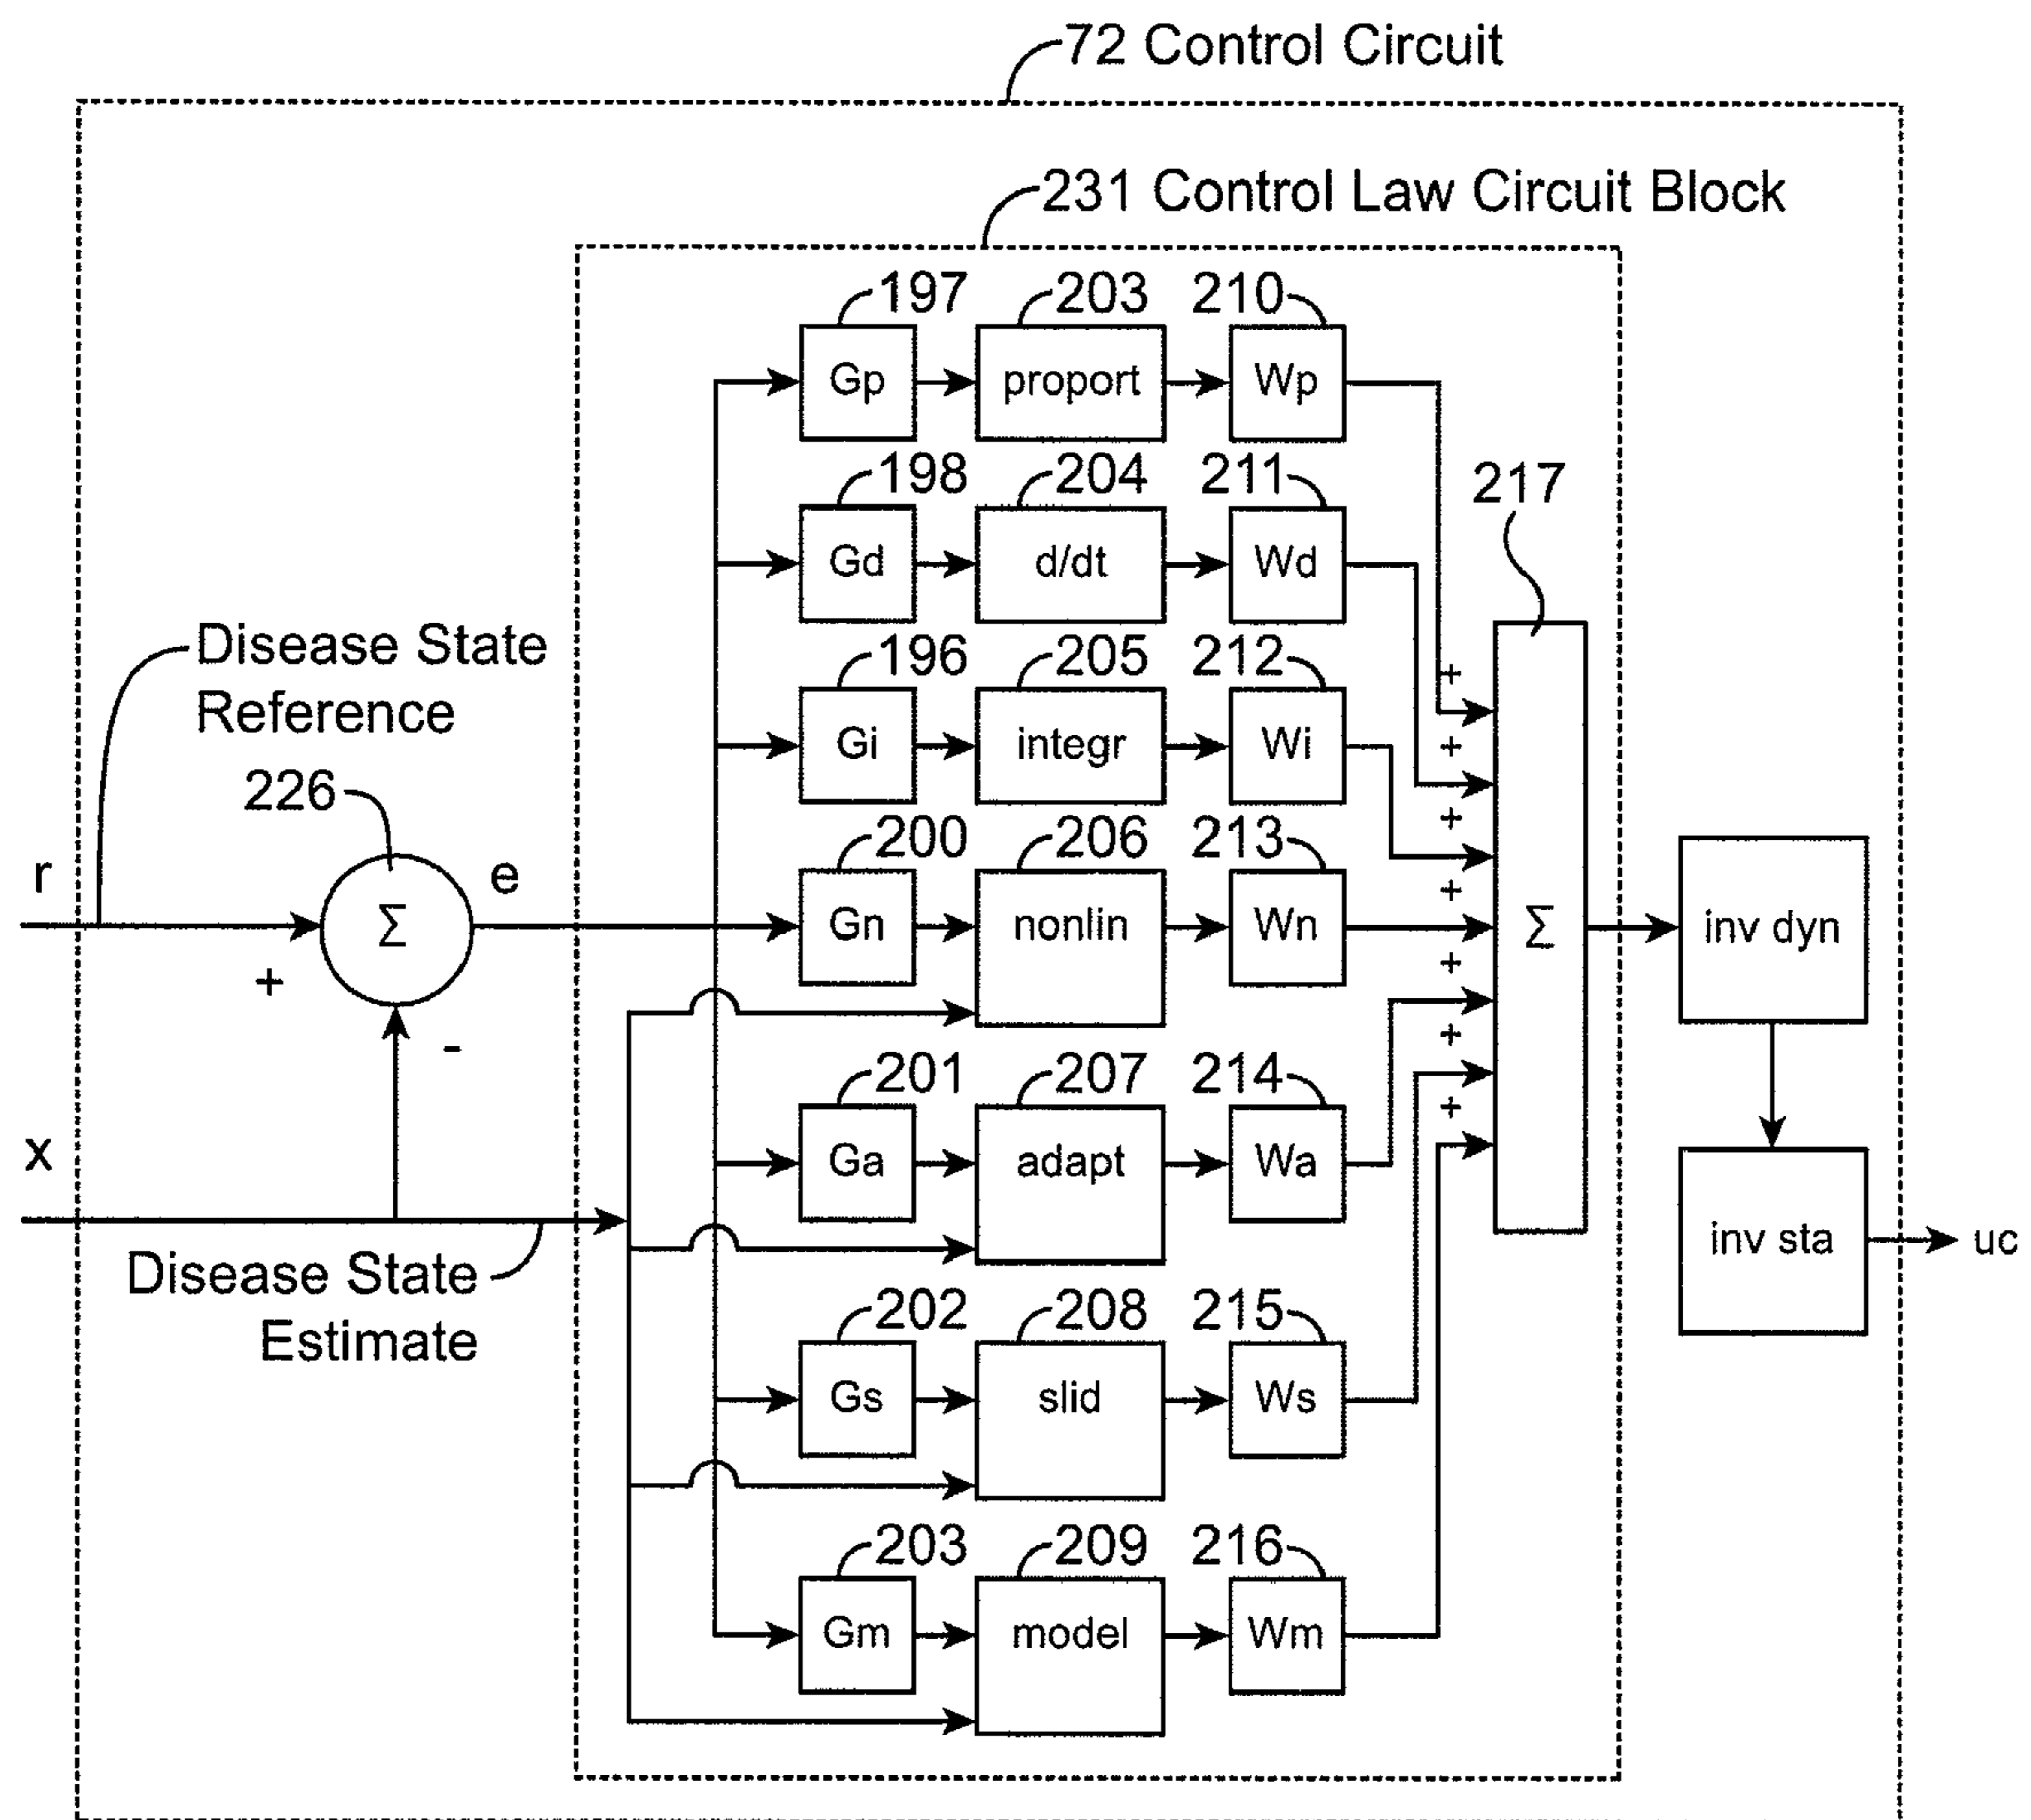 72 Control Circuit
231 Control Law Circuit Block
197 203 210
Gp proport Wp
198 204 211
Gd d/dt Wd
217
196 205 212
Gi integr Wi
Disease State
Reference
226
200 206 213
r + Σ e
Gn nonlin Wn
+
+
+
+
+
+
+
Σ
inv dyn
-
x
201 207 214
Ga adapt Wa
Disease State
Estimate
inv sta uc
202 208 215
Gs slid Ws
203 209 216
Gm model Wm